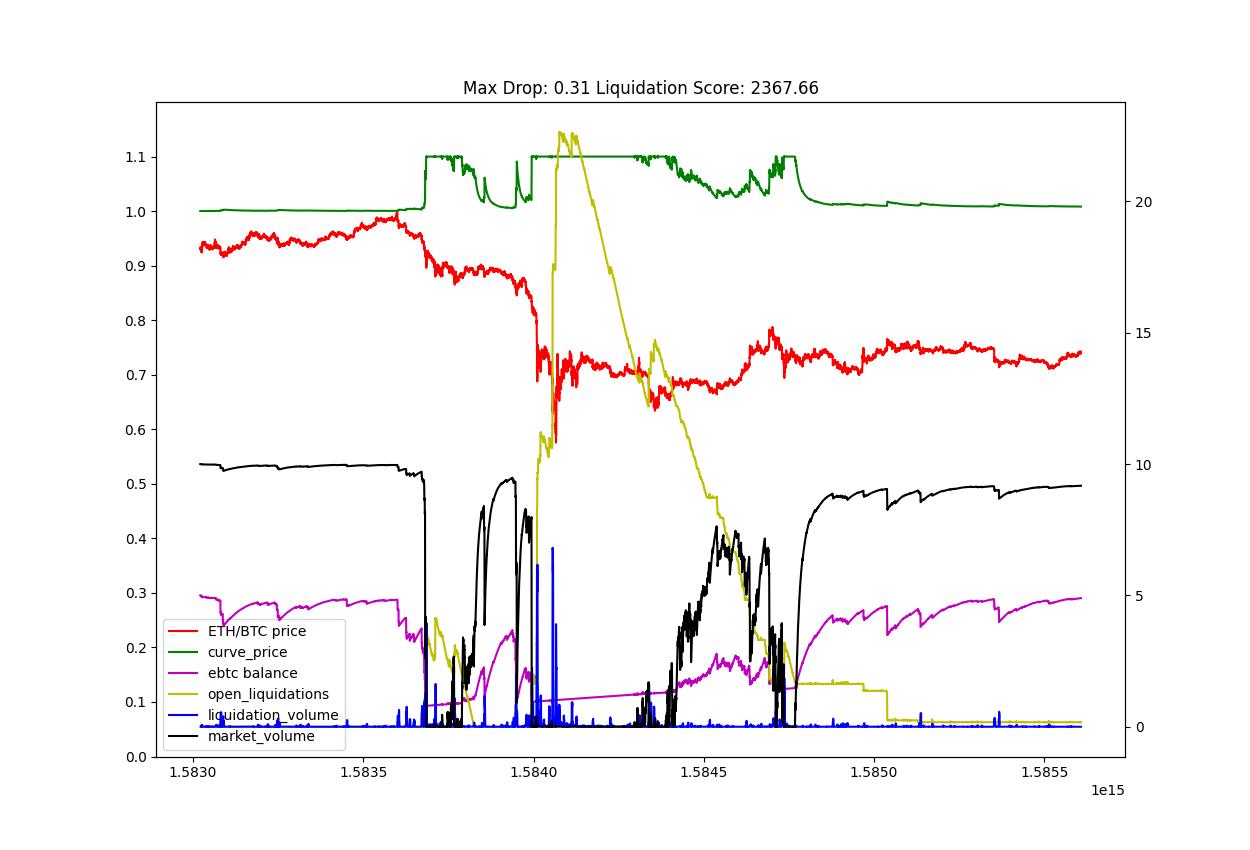 Max Drop: 0.31 Liquidation Score: 2367.66
1.1
1.0
0.9
0.8
0.7
0.6
0.5
0.4
0.3
0.2
0.1
0.0
20
15
10
5
0
ETH/BTC price
curve_price
ebtc balance
open_liquidations
liquidation_volume
market_volume
1.5830 1.5835 1.5840 1.5845 1.5850 1.5855
1e15